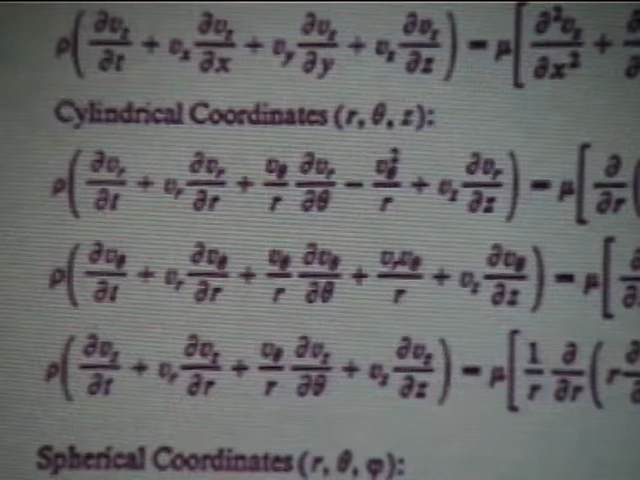 ρ(∂v_z/∂t + v_x ∂v_z/∂x + v_y ∂v_z/∂y + v_z ∂v_z/∂z) = μ[∂²v_z/∂x² +
Cylindrical Coordinates (r, θ, z):
ρ(∂v_r/∂t + v_r ∂v_r/∂r + v_θ/r ∂v_r/∂θ − v_θ²/r + v_z ∂v_r/∂z) = μ[∂/∂r (
ρ(∂v_θ/∂t + v_r ∂v_θ/∂r + v_θ/r ∂v_θ/∂θ + v_r v_θ/r + v_z ∂v_θ/∂z) = μ[
ρ(∂v_z/∂t + v_r ∂v_z/∂r + v_θ/r ∂v_z/∂θ + v_z ∂v_z/∂z) = μ[1/r ∂/∂r (r
Spherical Coordinates (r, θ, φ):